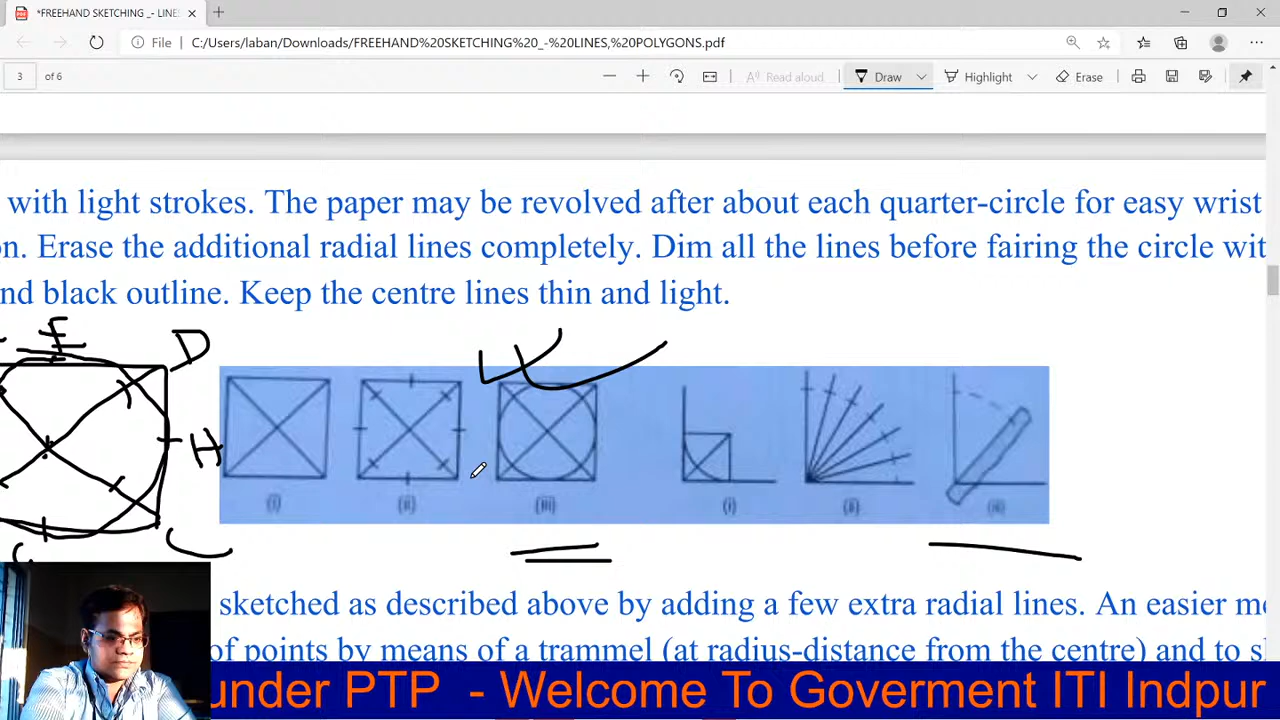 *FREEHAND SKETCHING _- LINES
File C:/Users/laban/Downloads/FREEHAND%20SKETCHING%20_-%20LINES,%20POLYGONS.pdf
3 of 6 Read aloud Draw Highlight Erase
with light strokes. The paper may be revolved after about each quarter-circle for easy wrist
on. Erase the additional radial lines completely. Dim all the lines before fairing the circle wit
nd black outline. Keep the centre lines thin and light.
E
D
H
C
(i) (ii) (iii) (i) (ii) (iii)
sketched as described above by adding a few extra radial lines. An easier me
of points by means of a trammel (at radius-distance from the centre) and to sl
under PTP - Welcome To Goverment ITI Indpur